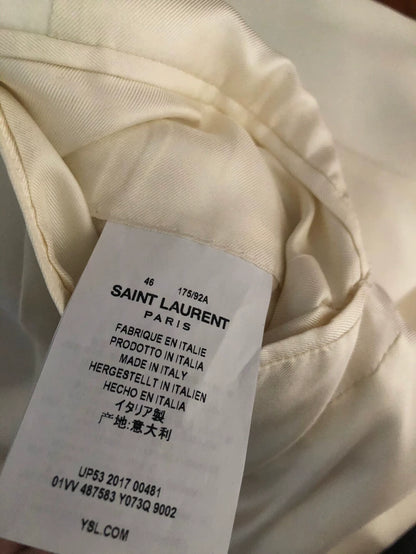 46 175/92A
SAINT LAURENT
PARIS
FABRIQUE EN ITALIE
PRODOTTO IN ITALIA
MADE IN ITALY
HERGESTELLT IN ITALIEN
HECHO EN ITALIA
イタリア製
产地:意大利
UP53 2017 00481
01VV 487583 Y073Q 9002
YSL.COM